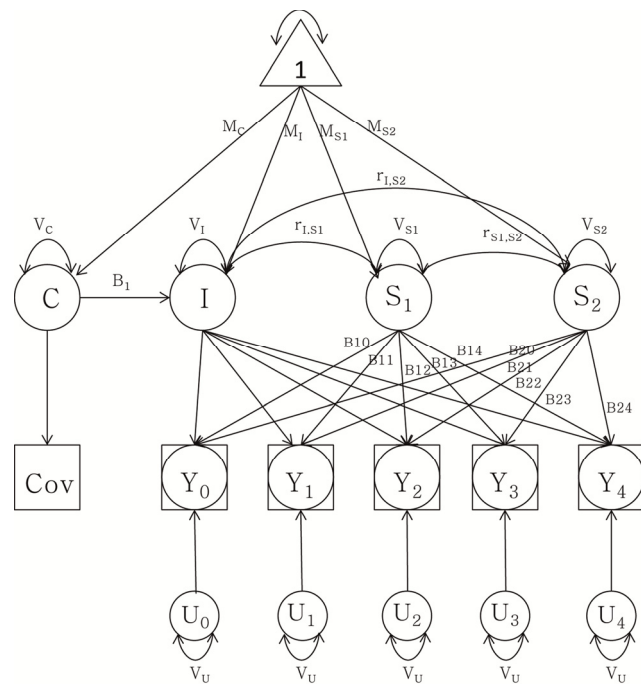 1
M_C M_I M_S1 M_S2
r_I,S2
V_C V_I r_I,S1 V_S1 r_S1,S2 V_S2
C B_1 I S_1 S_2
B10 B11 B12 B13 B14 B20 B21 B22 B23 B24
Cov Y_0 Y_1 Y_2 Y_3 Y_4
U_0 U_1 U_2 U_3 U_4
V_U V_U V_U V_U V_U